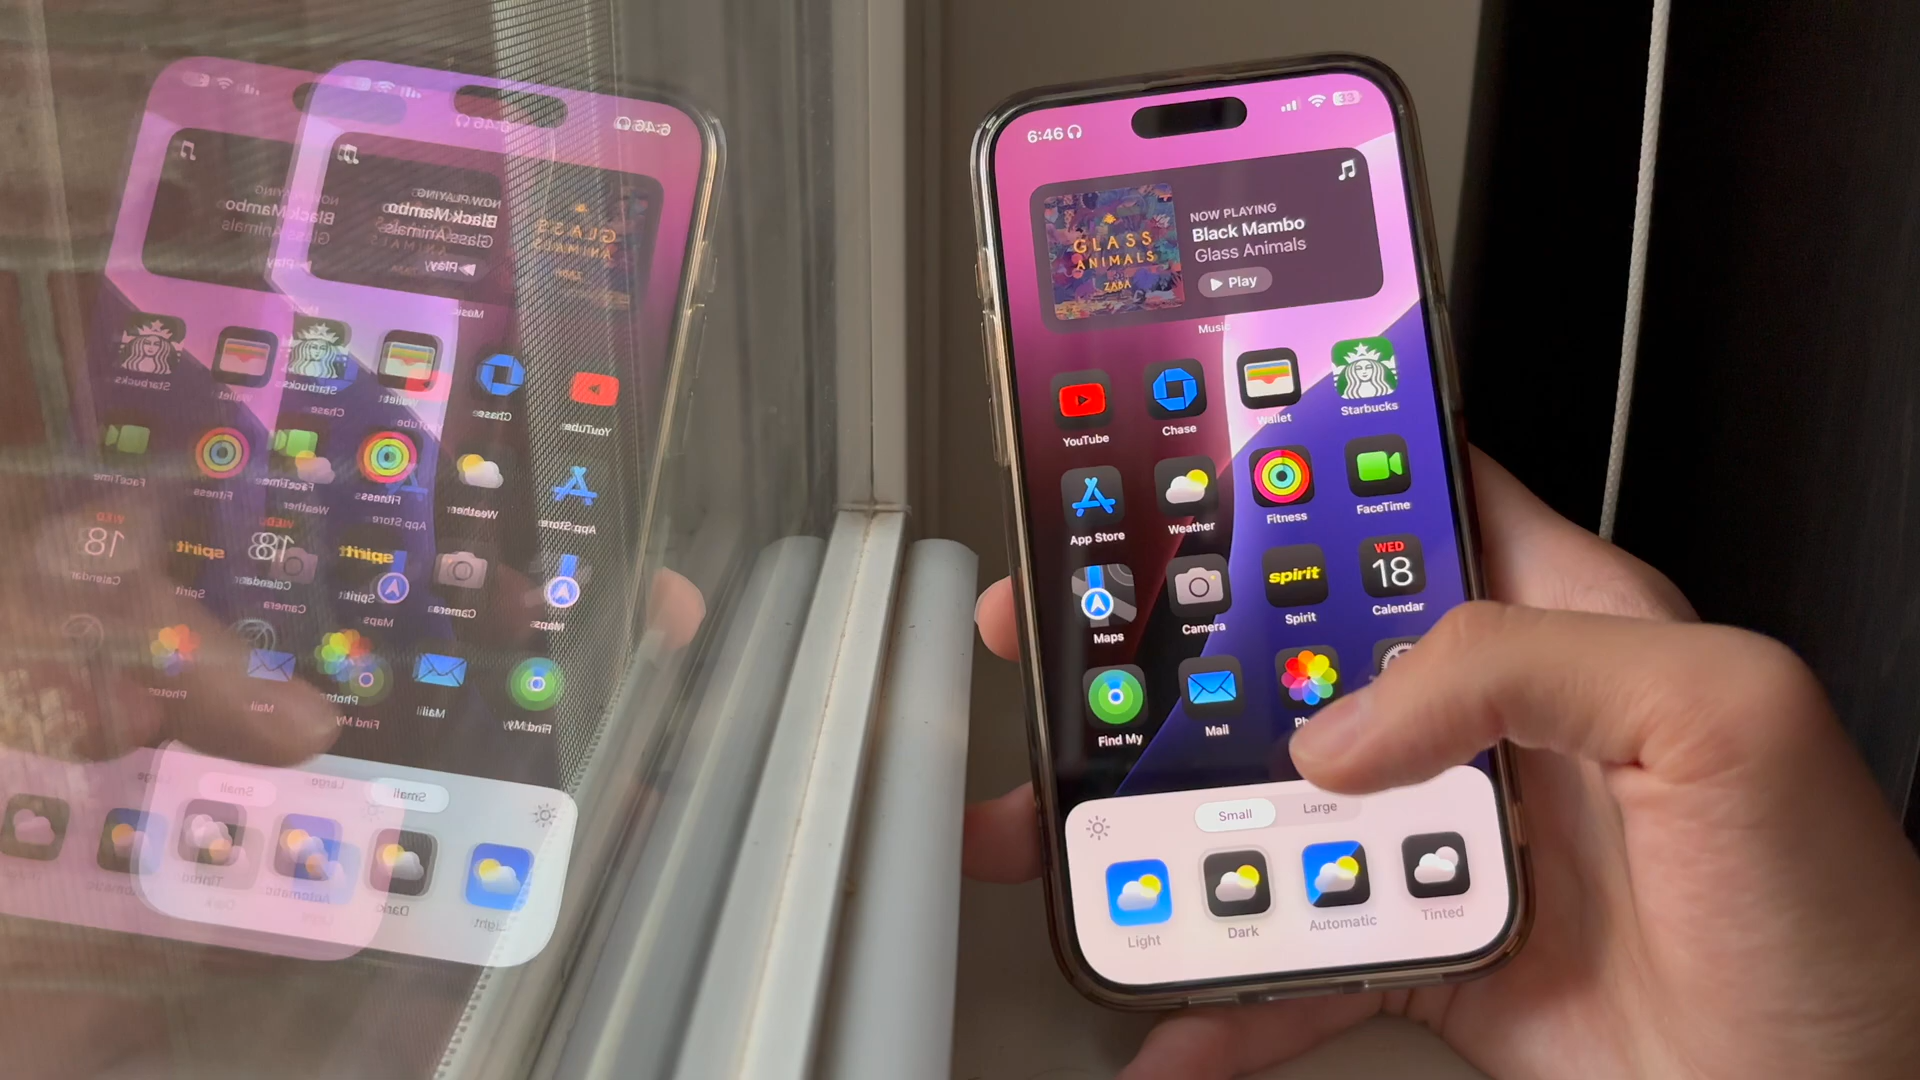 6:46
33
NOW PLAYING
Black Mambo
Glass Animals
Play
GLASS
ANIMALS
ZABA
Music
YouTube
Chase
Wallet
Starbucks
App Store
Weather
Fitness
FaceTime
Maps
Camera
spirit
Spirit
WED
18
Calendar
Find My
Mail
Small
Large
Light
Dark
Automatic
Tinted